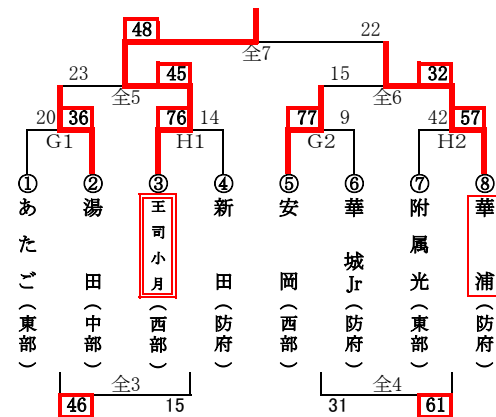 48 22
全7
23 45 15 32
全5 全6
20 36 76 14 77 9 42 57
G1 H1 G2 H2
① ② ③ ④ ⑤ ⑥ ⑦ ⑧
あたご(東部)
湯田(中部)
王司小月(西部)
新田(防府)
安岡(西部)
華城Jr(防府)
附属光(東部)
華浦(防府)
全3 全4
46 15 31 61